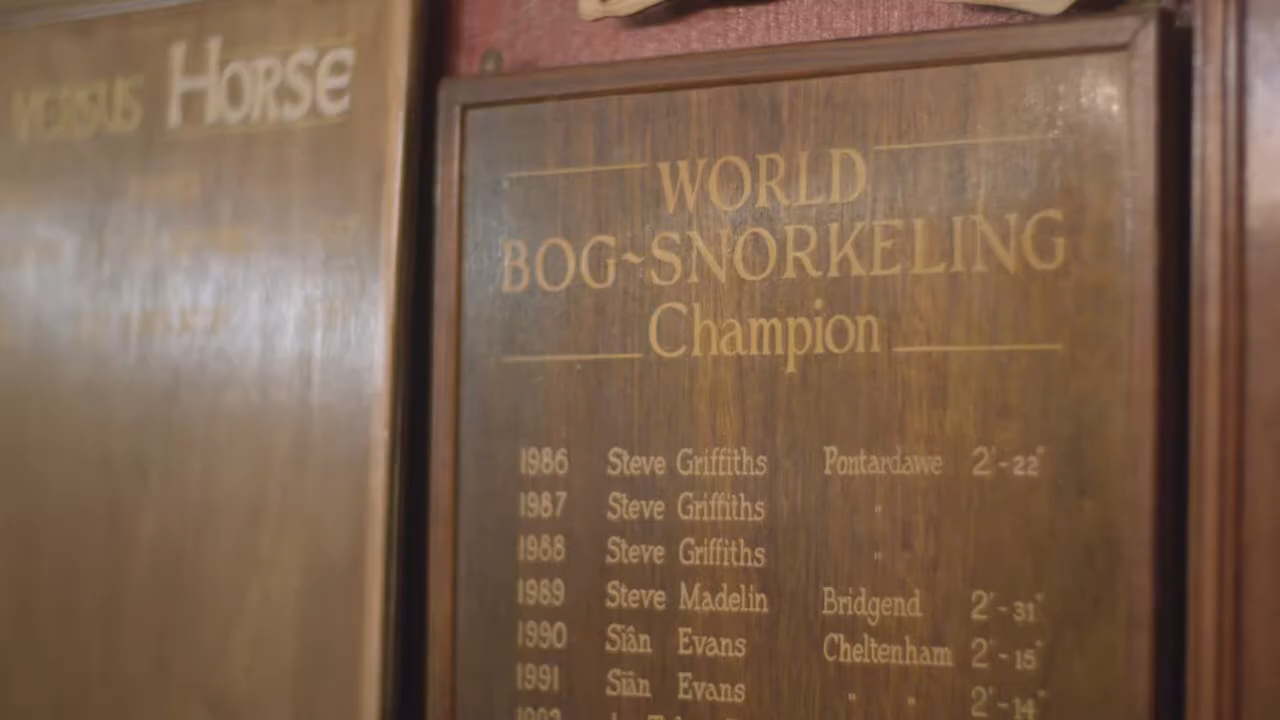 VERSUS HORSE
WORLD
BOG~SNORKELING
Champion
1986 Steve Griffiths Pontardawe 2'-22"
1987 Steve Griffiths "
1988 Steve Griffiths "
1989 Steve Madelin Bridgend 2'-31"
1990 Siân Evans Cheltenham 2'-15"
1991 Siân Evans " " 2'-14"